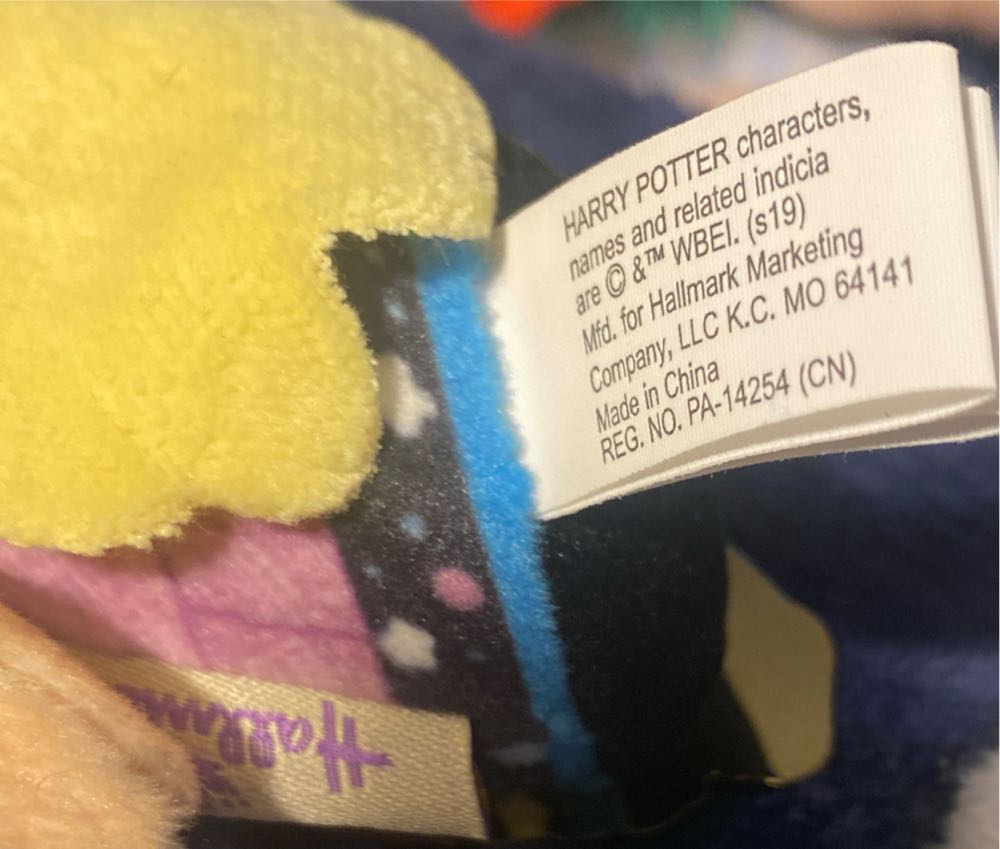 HARRY POTTER characters,
names and related indicia
are © &™ WBEI. (s19)
Mfd. for Hallmark Marketing
Company, LLC K.C. MO 64141
Made in China
REG. NO. PA-14254 (CN)